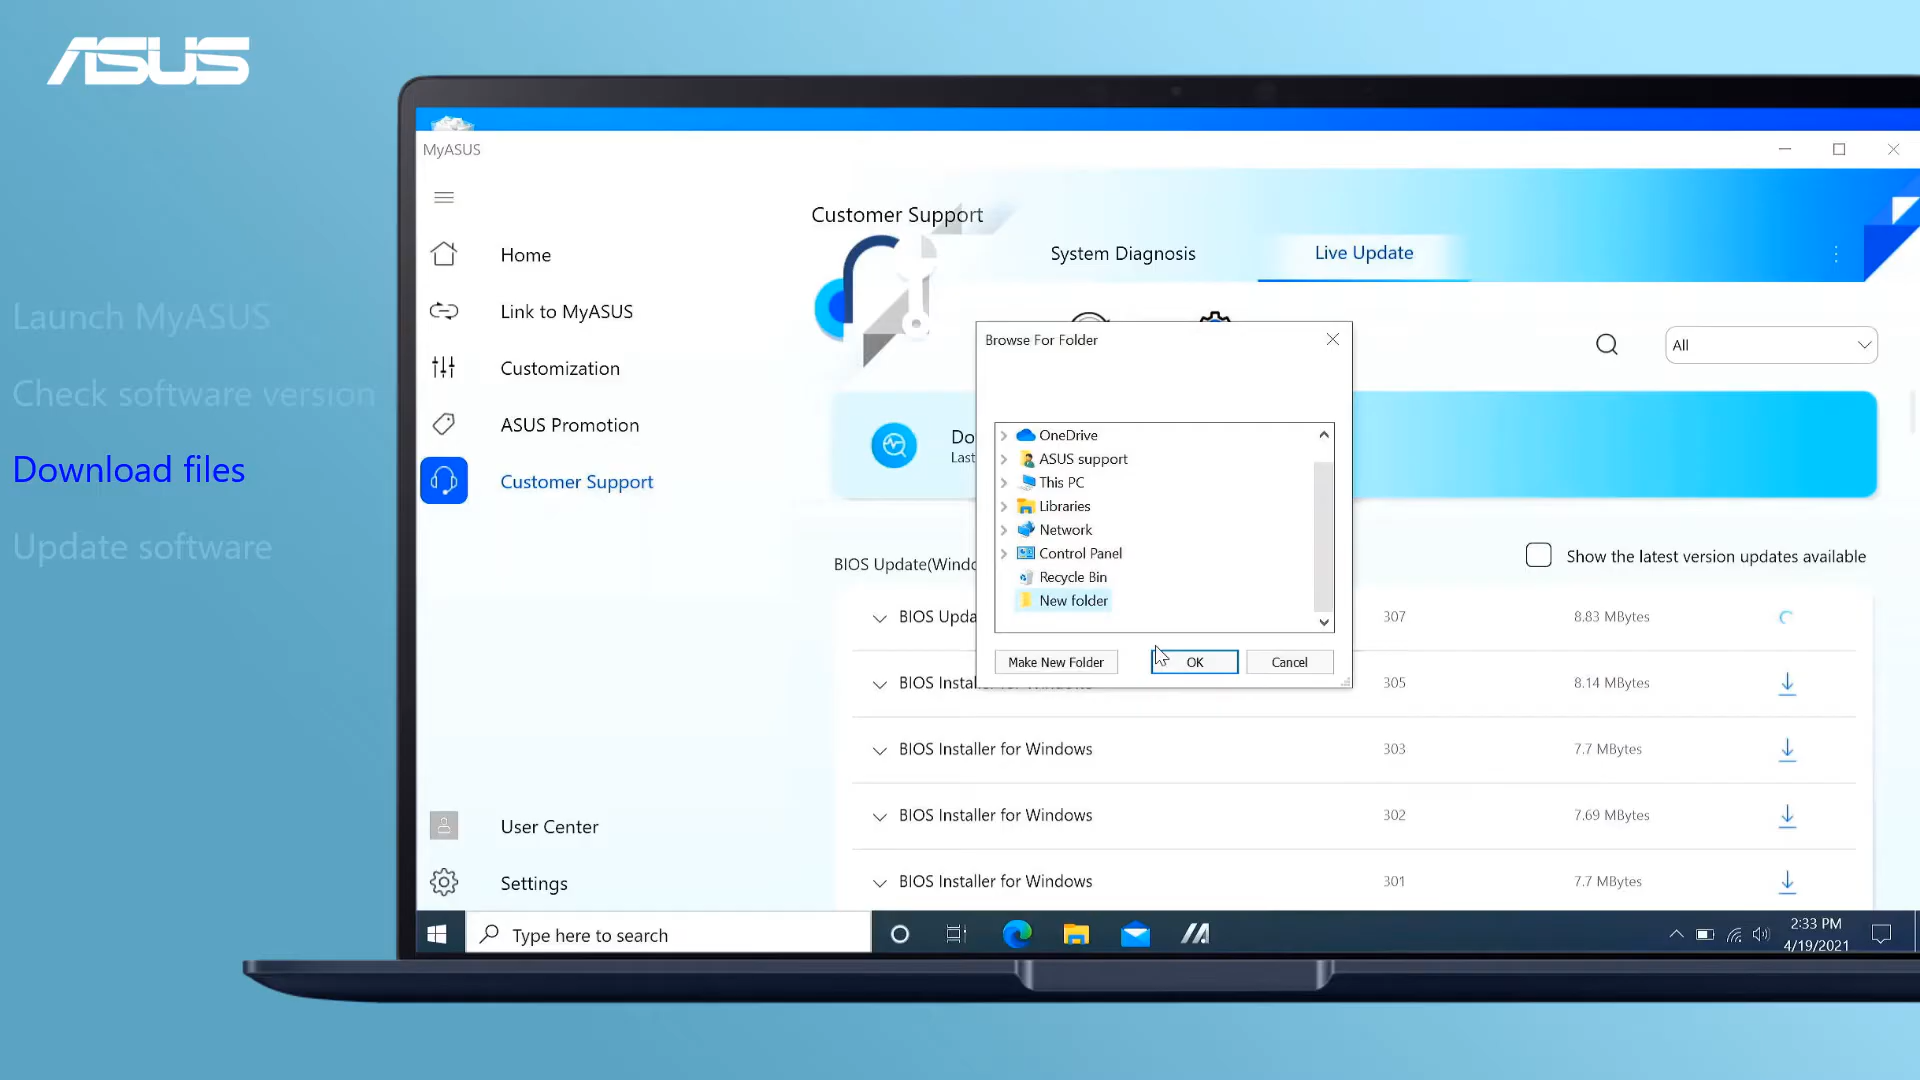 ASUS
Launch MyASUS
Check software version
Download files
Update software
MyASUS
Home
Link to MyASUS
Customization
ASUS Promotion
Customer Support
User Center
Settings
Customer Support
System Diagnosis
Live Update
All
Do
Last
Browse For Folder
OneDrive
ASUS support
This PC
Libraries
Network
Control Panel
Recycle Bin
New folder
Make New Folder
OK
Cancel
BIOS Update(Windo
Show the latest version updates available
BIOS Upda 307 8.83 MBytes
BIOS Installer for Windows 305 8.14 MBytes
BIOS Installer for Windows 303 7.7 MBytes
BIOS Installer for Windows 302 7.69 MBytes
BIOS Installer for Windows 301 7.7 MBytes
Type here to search
2:33 PM
4/19/2021